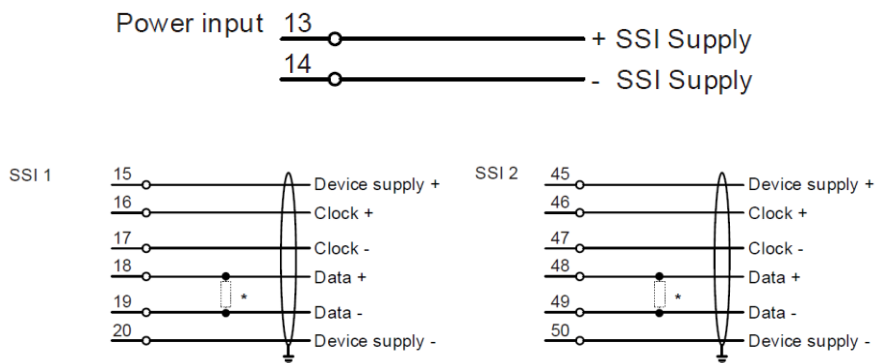 Power input 13 + SSI Supply
14 - SSI Supply
SSI 1 15 Device supply +
16 Clock +
17 Clock -
18 Data +
*
19 Data -
20 Device supply -
SSI 2 45 Device supply +
46 Clock +
47 Clock -
48 Data +
*
49 Data -
50 Device supply -